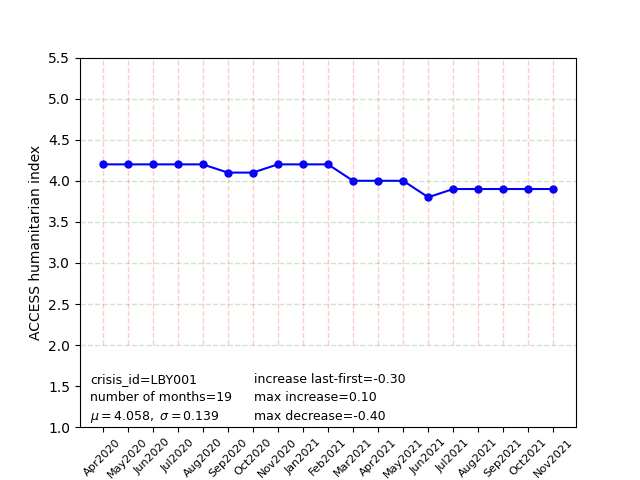 5.5
5.0
4.5
4.0
3.5
3.0
2.5
2.0
1.5
1.0
ACCESS humanitarian index
crisis_id=LBY001
number of months=19
μ=4.058, σ=0.139
increase last-first=-0.30
max increase=0.10
max decrease=-0.40
Apr2020 May2020 Jun2020 Jul2020 Aug2020 Sep2020 Oct2020 Nov2020 Jan2021 Feb2021 Mar2021 Apr2021 May2021 Jun2021 Jul2021 Aug2021 Sep2021 Oct2021 Nov2021